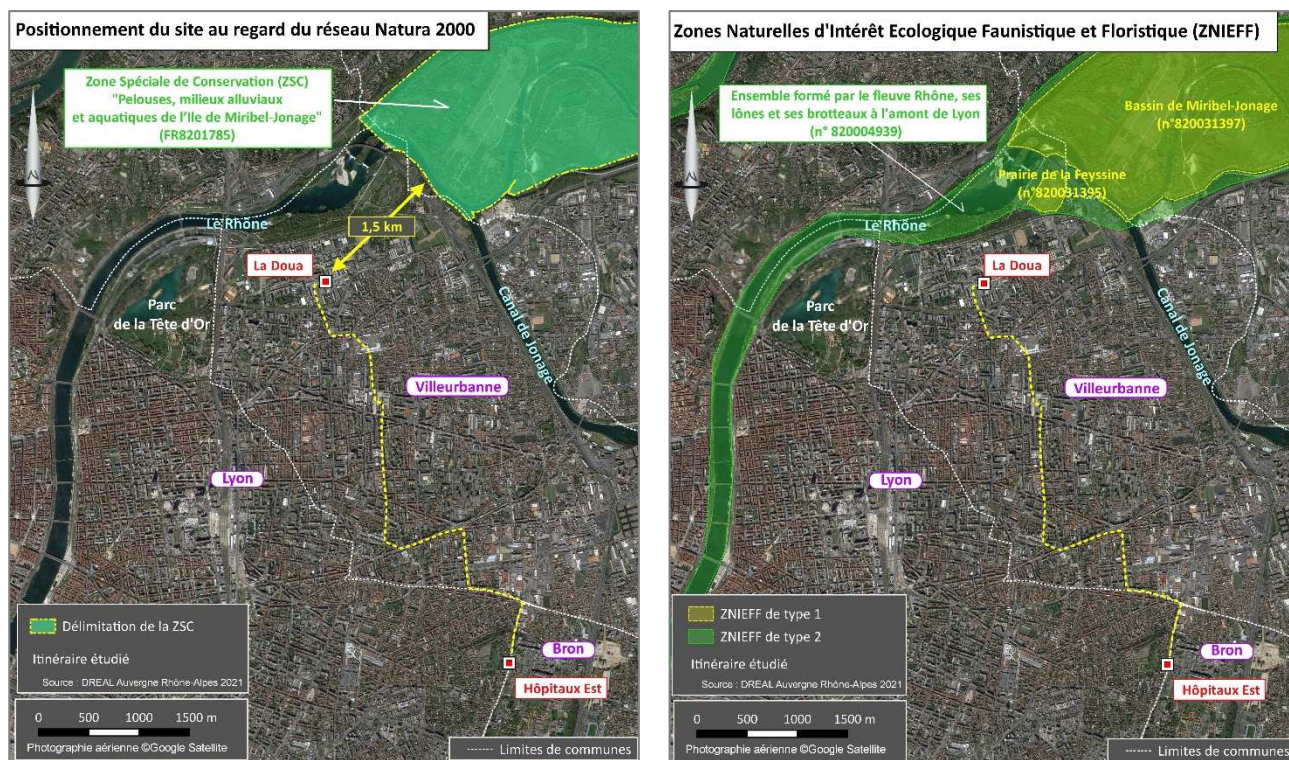 Positionnement du site au regard du réseau Natura 2000
Zone Spéciale de Conservation (ZSC)
"Pelouses, milieux alluviaux
et aquatiques de l'Ile de Miribel-Jonage"
(FR8201785)
N
Le Rhône
1,5 km
La Doua
Parc
de la Tête d'Or
Canal de Jonage
Villeurbanne
Lyon
Bron
Hôpitaux Est
Délimitation de la ZSC
Itinéraire étudié
Source : DREAL Auvergne Rhône-Alpes 2021
0 500 1000 1500 m
Photographie aérienne ©Google Satellite
Limites de communes
Zones Naturelles d'Intérêt Ecologique Faunistique et Floristique (ZNIEFF)
Ensemble formé par le fleuve Rhône, ses
lônes et ses brotteaux à l'amont de Lyon
(n° 820004939)
Bassin de Miribel-Jonage
(n°820031397)
Prairie de la Feyssine
(n°820031395)
N
Le Rhône
La Doua
Parc
de la Tête d'Or
Canal de Jonage
Villeurbanne
Lyon
Bron
Hôpitaux Est
ZNIEFF de type 1
ZNIEFF de type 2
Itinéraire étudié
Source : DREAL Auvergne Rhône-Alpes 2021
0 500 1000 1500 m
Photographie aérienne ©Google Satellite
Limites de communes